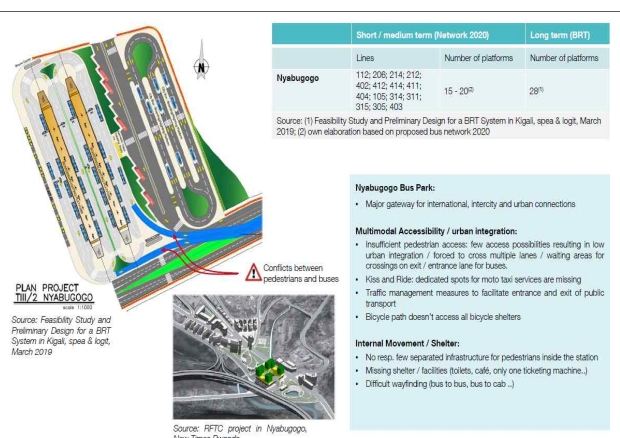 Short / medium term (Network 2020)
Long term (BRT)
Lines
Number of platforms
Number of platforms
Nyabugogo
112; 206; 214; 212;
402; 412; 414; 411;
404; 105; 314; 311;
315; 305; 403
15 - 20(2)
28(1)
Source: (1) Feasibility Study and Preliminary Design for a BRT System in Kigali, spea & logit, March
2019; (2) own elaboration based on proposed bus network 2020
N
Conflicts between
pedestrians and buses
PLAN PROJECT
TIII/2 NYABUGOGO
scale 1:1000
Source: Feasibility Study and
Preliminary Design for a BRT
System in Kigali, spea & logit,
March 2019
Source: RFTC project in Nyabugogo,
New Times Rwanda
Nyabugogo Bus Park:
• Major gateway for international, intercity and urban connections
Multimodal Accessibility / urban integration:
• Insufficient pedestrian access: few access possibilities resulting in low
urban integration / forced to cross multiple lanes / waiting areas for
crossings on exit / entrance lane for buses.
• Kiss and Ride: dedicated spots for moto taxi services are missing
• Traffic management measures to facilitate entrance and exit of public
transport
• Bicycle path doesn't access all bicycle shelters
Internal Movement / Shelter:
• No resp. few separated infrastructure for pedestrians inside the station
• Missing shelter / facilities (toilets, café, only one ticketing machine..)
• Difficult wayfinding (bus to bus, bus to cab ..)